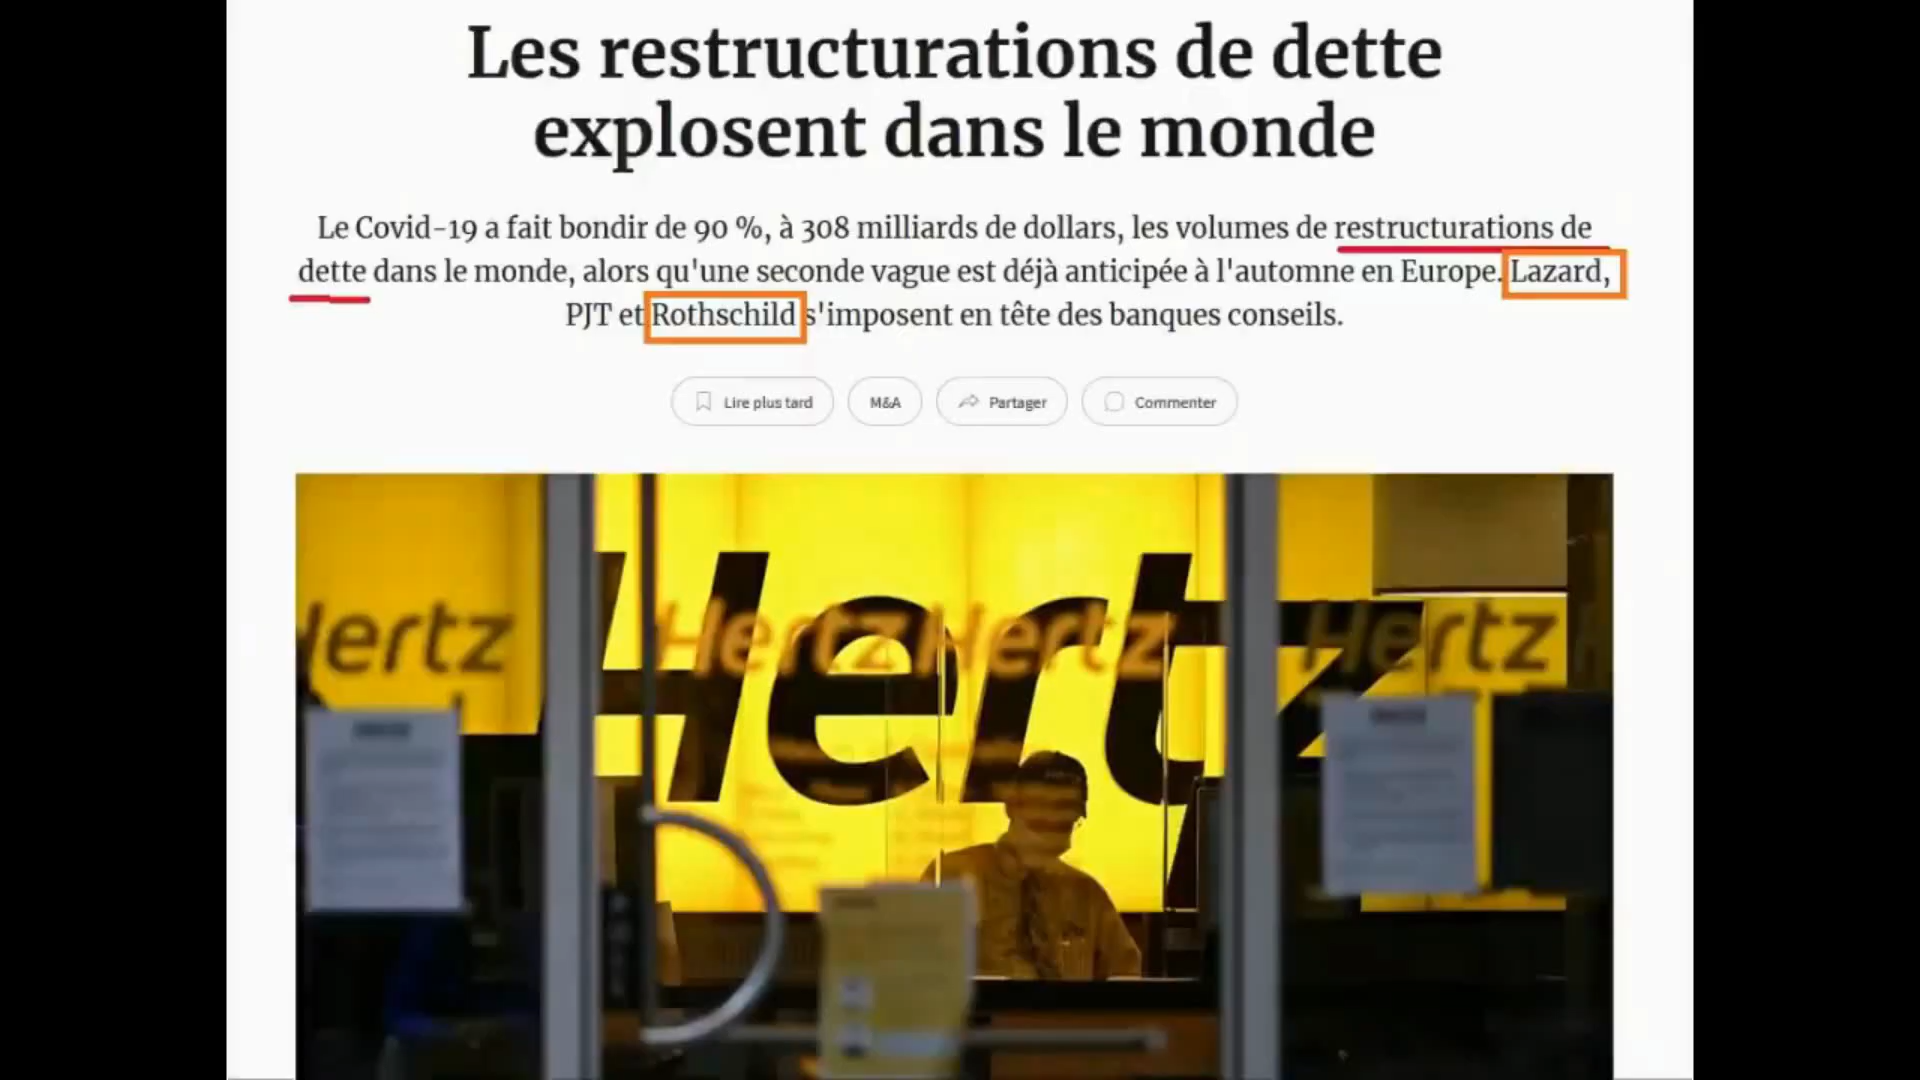 Les restructurations de dette
explosent dans le monde
Le Covid-19 a fait bondir de 90 %, à 308 milliards de dollars, les volumes de restructurations de
dette dans le monde, alors qu'une seconde vague est déjà anticipée à l'automne en Europe. Lazard,
PJT et Rothschild s'imposent en tête des banques conseils.
Lire plus tard M&A Partager Commenter
Hertz
Hertz Hertz Hertz Hertz